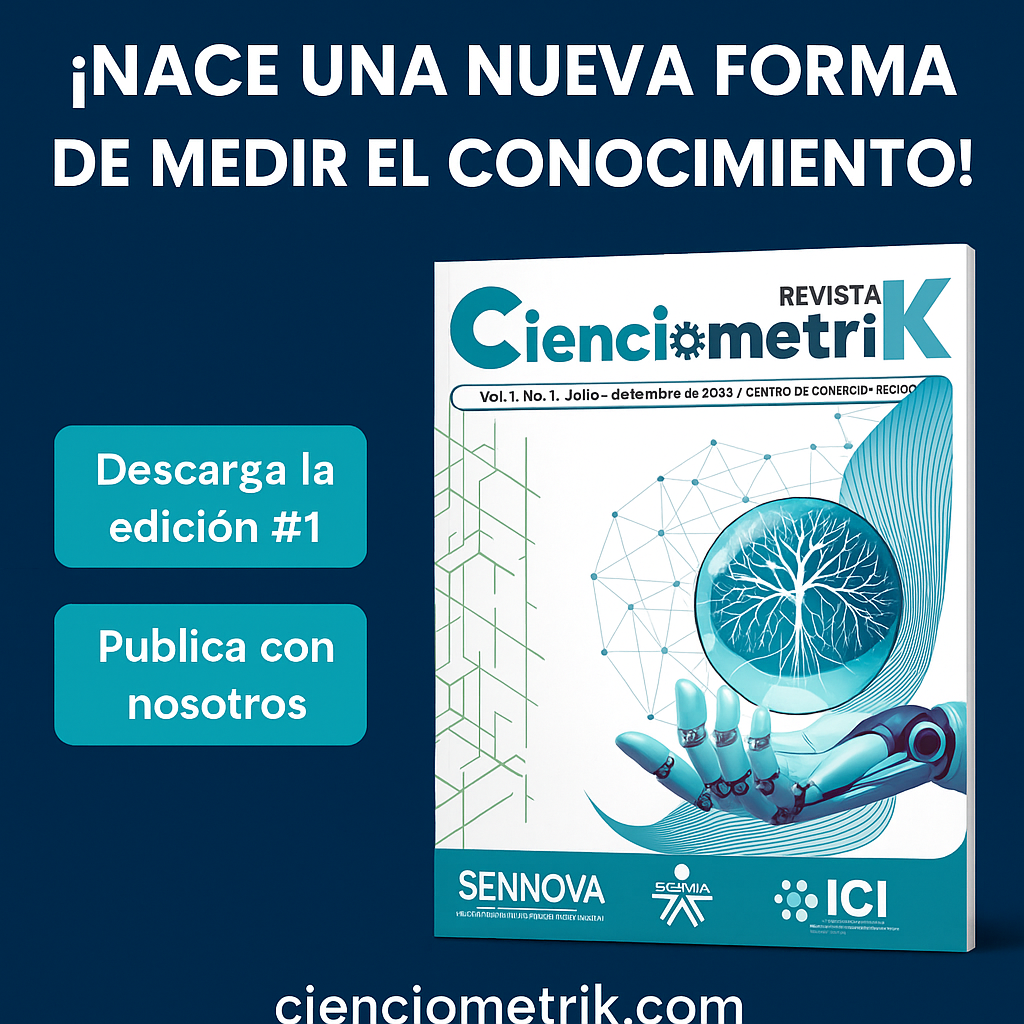 ¡NACE UNA NUEVA FORMA
DE MEDIR EL CONOCIMIENTO!
REVISTA
CienciometriK
Vol. 1. No. 1. Jolio - detembre de 2033 / CENTRO DE CONERCID• RECIOO
Descarga la
edición #1
Publica con
nosotros
SENNOVA
ICI
cienciometrik.com